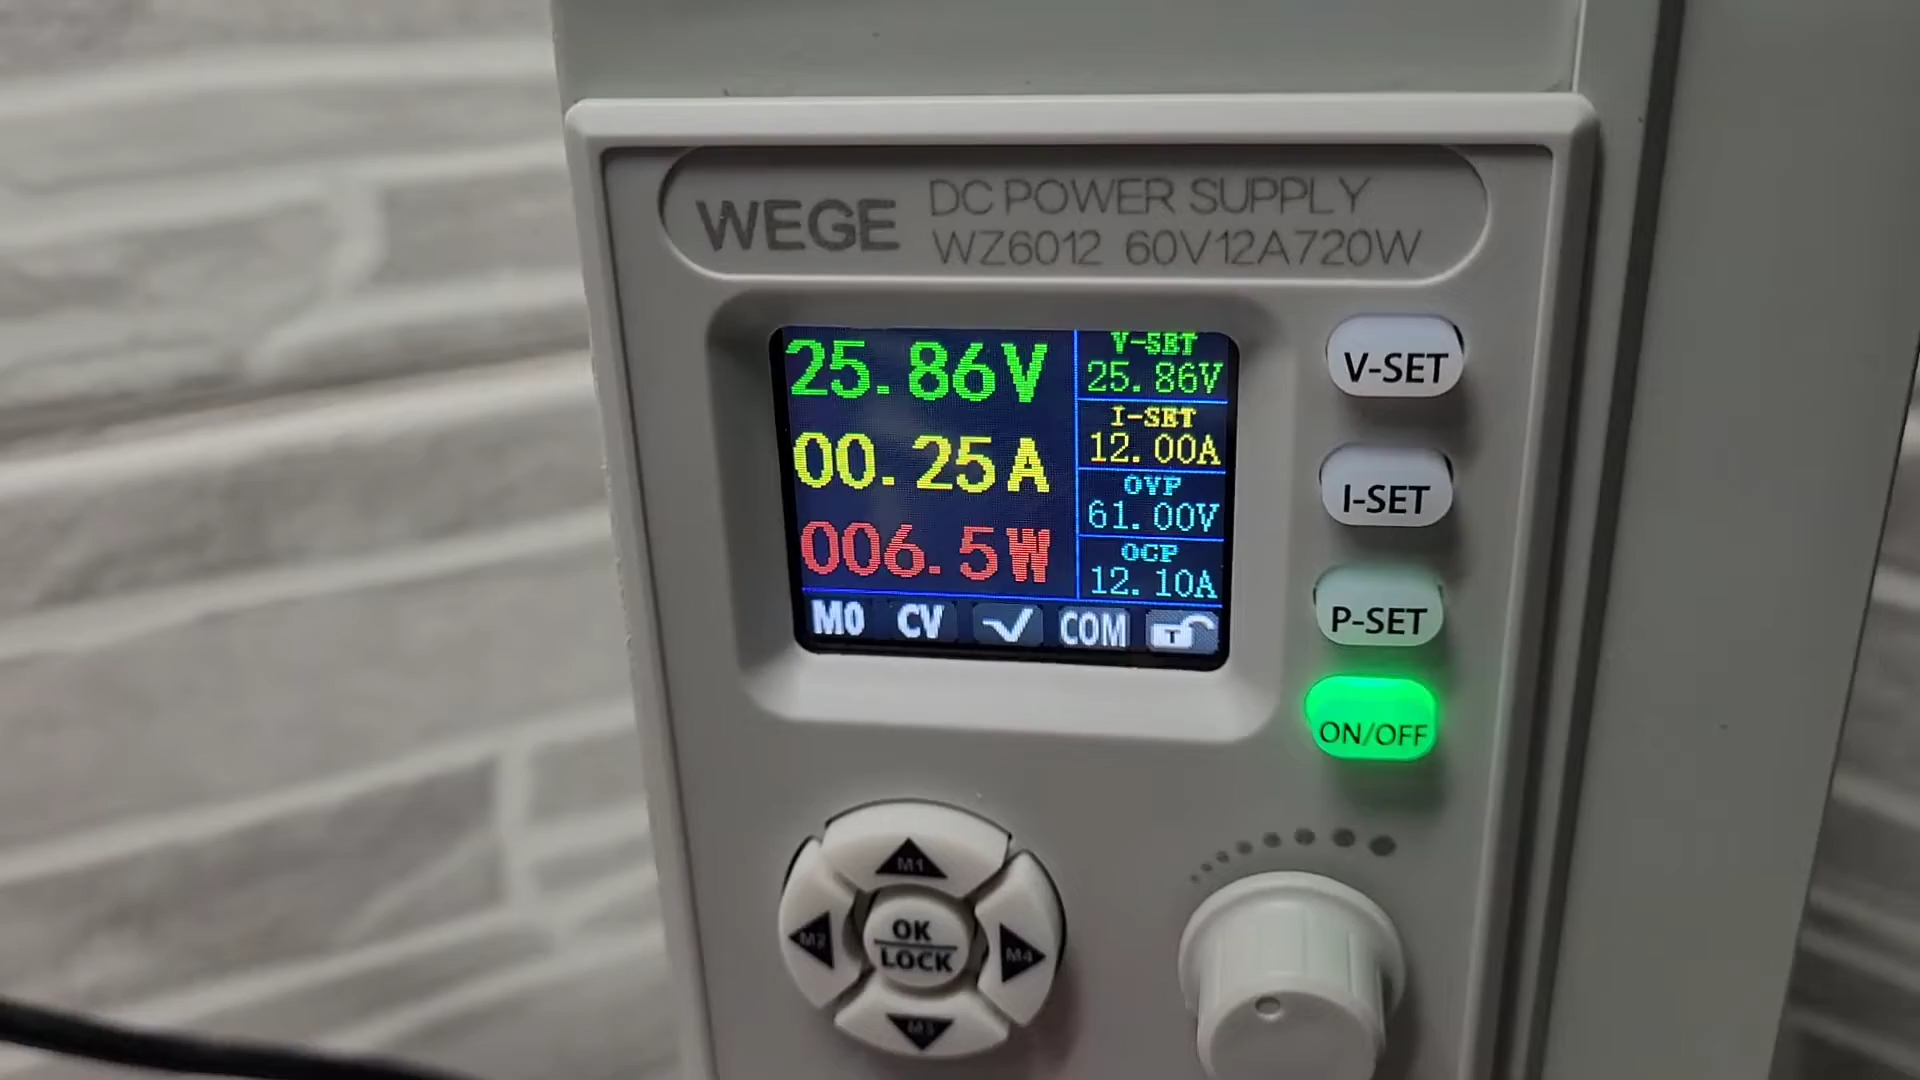 WEGE
DC POWER SUPPLY
WZ6012 60V12A720W
25.86V
00.25A
006.5W
V-SET
25.86V
I-SET
12.00A
OVP
61.00V
OCP
12.10A
M0 CV COM T
V-SET
I-SET
P-SET
ON/OFF
M1
M2
OK
LOCK
M4
M3